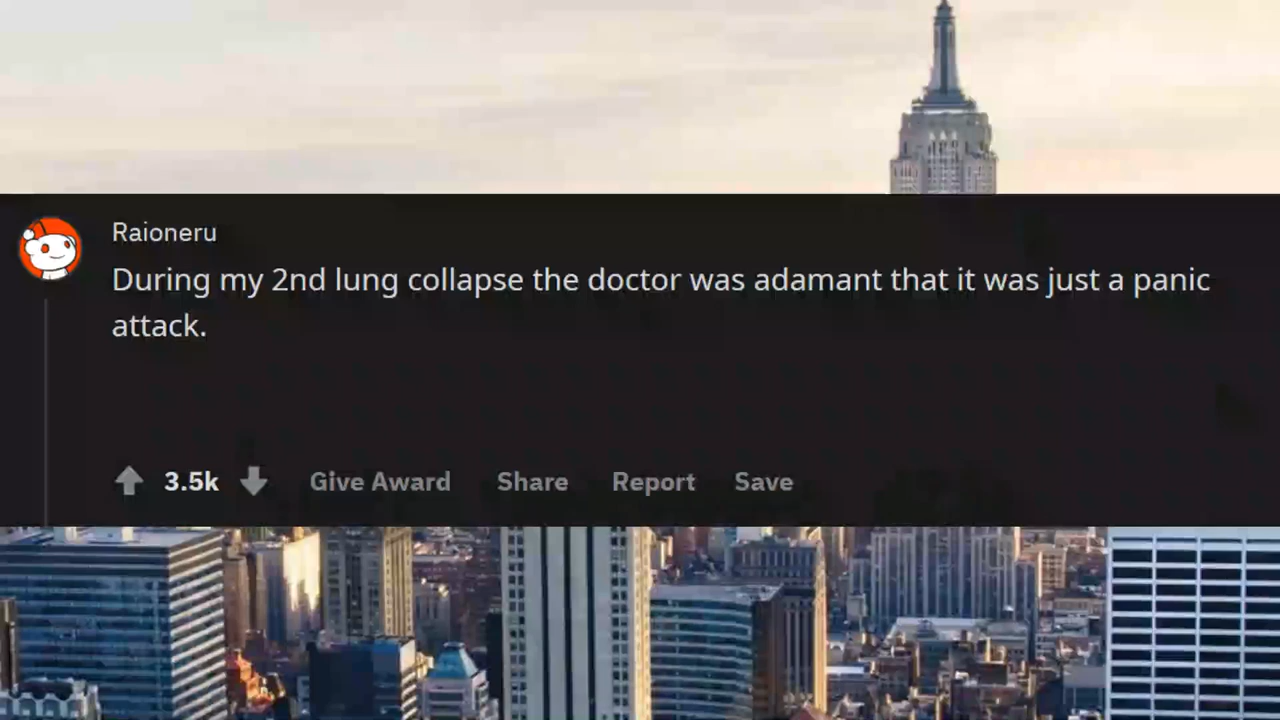 Raioneru
During my 2nd lung collapse the doctor was adamant that it was just a panic
attack.
3.5k Give Award Share Report Save